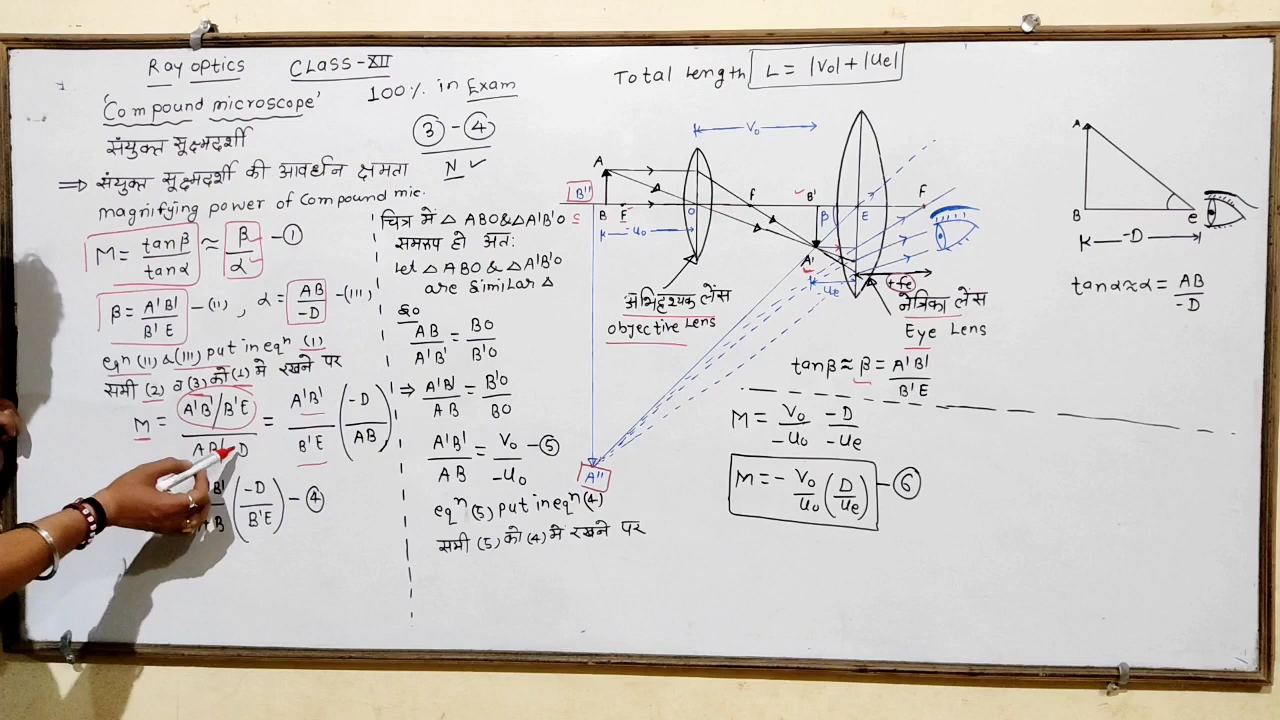 Ray optics CLASS-XII
'Compound microscope' 100% in Exam
संयुक्त सूक्ष्मदर्शी
③-④
N ✓
⇒ संयुक्त सूक्ष्मदर्शी की आवर्धन क्षमता
magnifying power of Compound mic.
M = tanβ/tanα ≈ β/α -①
β = A'B'/B'E -(II), α = AB/-D -(III)
eqⁿ (II) & (III) put in eqⁿ (1)
समी (2) व (3) को (1) मे रखने पर
M = (A'B'/B'E)/(AB/-D) = A'B'/B'E (-D/AB)
(-D/B'E) -④
चित्र में △ ABO & △A'B'O
समरूप हो अतः
Let △ ABO & △ A'B'O
are Similar △
so
AB/A'B' = BO/B'O
⇒ A'B'/AB = B'O/BO
A'B'/AB = Vo/-uo -⑤
eqⁿ (5) put in eqⁿ (4)
समी (5) को (4) में रखने पर
Total Length L = |Vo| + |ue|
Vo
A
B''
B
F
-uo
O
F
B'
β
E
F
A'
-ue
+fe
A''
अभिदृश्यक लेंस
objective Lens
नेत्रिका लेंस
Eye Lens
tanβ ≈ β = A'B'/B'E
M = Vo/-uo -D/-ue
M = - Vo/uo (D/ue) -⑥
A
B
e
-D
tanα ≈ α = AB/-D